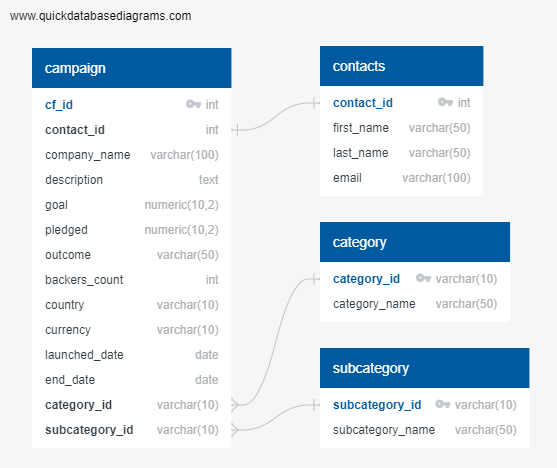 www.quickdatabasediagrams.com
campaign
cf_id int
contact_id int
company_name varchar(100)
description text
goal numeric(10,2)
pledged numeric(10,2)
outcome varchar(50)
backers_count int
country varchar(10)
currency varchar(10)
launched_date date
end_date date
category_id varchar(10)
subcategory_id varchar(10)
contacts
contact_id int
first_name varchar(50)
last_name varchar(50)
email varchar(100)
category
category_id varchar(10)
category_name varchar(50)
subcategory
subcategory_id varchar(10)
subcategory_name varchar(50)